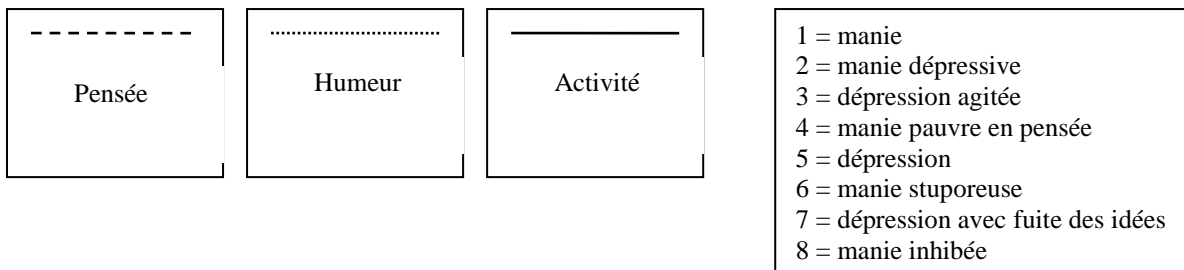 Pensée
Humeur
Activité
1 = manie
2 = manie dépressive
3 = dépression agitée
4 = manie pauvre en pensée
5 = dépression
6 = manie stuporeuse
7 = dépression avec fuite des idées
8 = manie inhibée